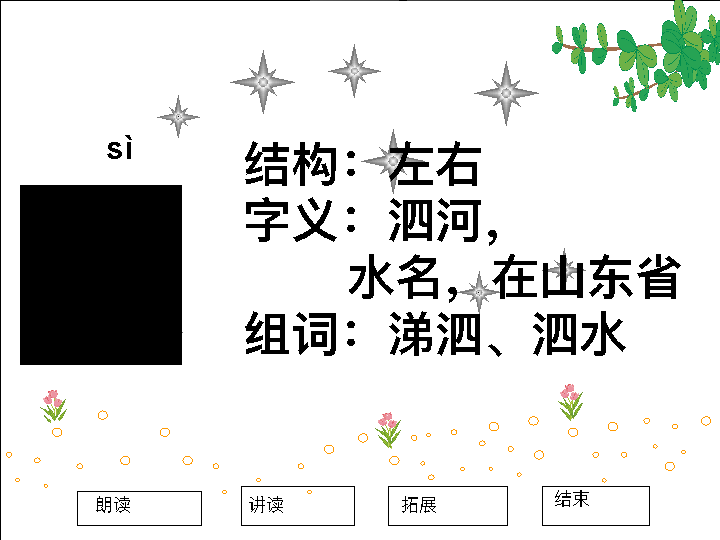 sì
结构：左右
字义：泗河，
水名，在山东省
组词：涕泗、泗水
朗读
讲读
拓展
结束